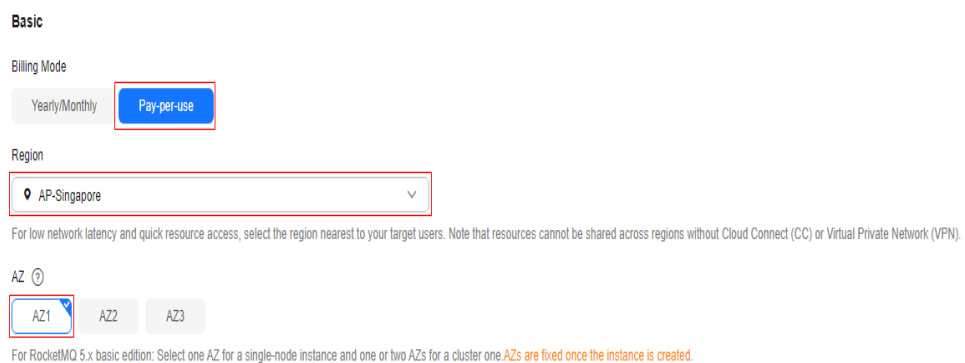 Basic
Billing Mode
Yearly/Monthly Pay-per-use
Region
AP-Singapore
For low network latency and quick resource access, select the region nearest to your target users. Note that resources cannot be shared across regions without Cloud Connect (CC) or Virtual Private Network (VPN).
AZ ?
AZ1 AZ2 AZ3
For RocketMQ 5.x basic edition: Select one AZ for a single-node instance and one or two AZs for a cluster one.AZs are fixed once the instance is created.